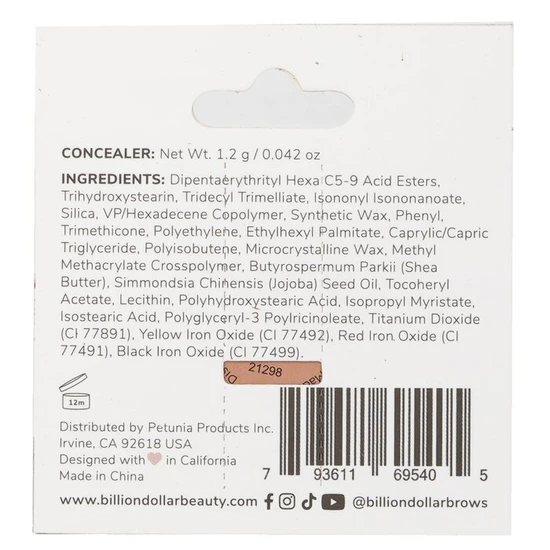 CONCEALER: Net Wt. 1.2 g / 0.042 oz
INGREDIENTS: Dipentaerythrityl Hexa C5-9 Acid Esters,
Trihydroxystearin, Tridecyl Trimelliate, Isononyl Isononanoate,
Silica, VP/Hexadecene Copolymer, Synthetic Wax, Phenyl,
Trimethicone, Polyethylene, Ethylhexyl Palmitate, Caprylic/Capric
Triglyceride, Polyisobutene, Microcrystalline Wax, Methyl
Methacrylate Crosspolymer, Butyrospermum Parkii (Shea
Butter), Simmondsia Chinensis (Jojoba) Seed Oil, Tocoheryl
Acetate, Lecithin, Polyhydroxystearic Acid, Isopropyl Myristate,
Isostearic Acid, Polyglyceryl-3 Poylricinoleate, Titanium Dioxide
(CI 77891), Yellow Iron Oxide (CI 77492), Red Iron Oxide (CI
77491), Black Iron Oxide (CI 77499).
21298
12m
Distributed by Petunia Products Inc.
Irvine, CA 92618 USA
Designed with in California
Made in China
7 93611 69540 5
www.billiondollarbeauty.com @billiondollarbrows